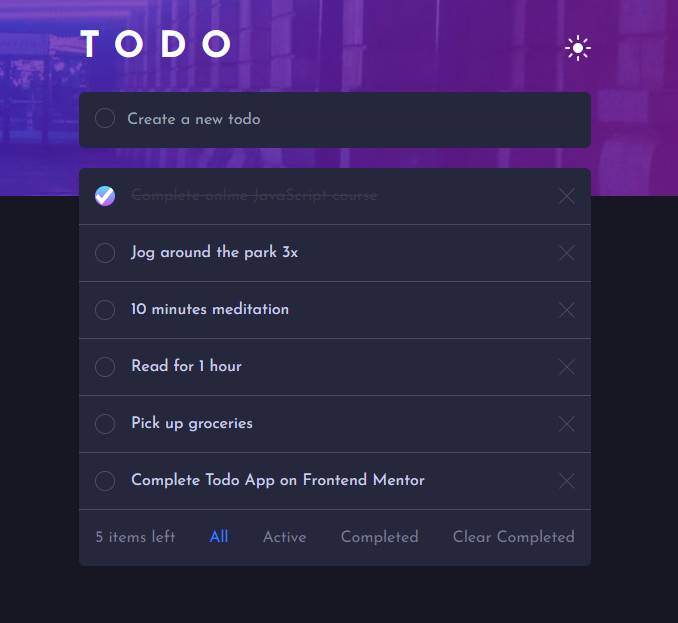 TODO
Create a new todo
Complete online JavaScript course
Jog around the park 3x
10 minutes meditation
Read for 1 hour
Pick up groceries
Complete Todo App on Frontend Mentor
5 items left All Active Completed Clear Completed